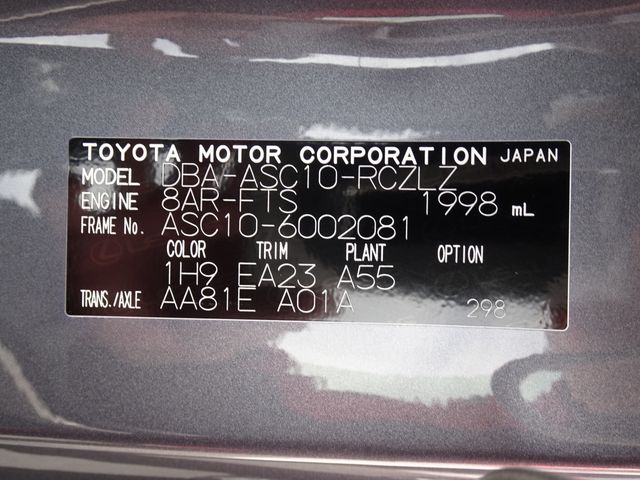 TOYOTA MOTOR CORPORATION JAPAN
MODEL DBA-ASC10-RCZLZ
ENGINE 8AR-FTS 1998 mL
FRAME No. ASC10-6002081
COLOR TRIM PLANT OPTION
1H9 EA23 A55
TRANS./AXLE AA81E A01A 298